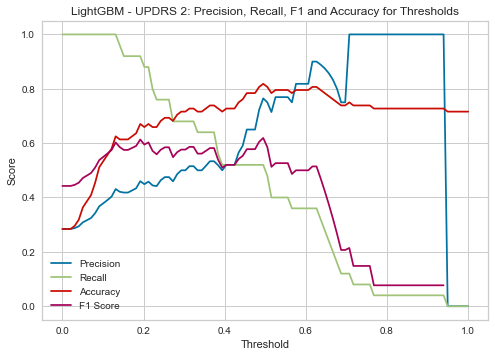 LightGBM - UPDRS 2: Precision, Recall, F1 and Accuracy for Thresholds
1.0
0.8
0.6
0.4
0.2
0.0
Score
Precision
Recall
Accuracy
F1 Score
0.0 0.2 0.4 0.6 0.8 1.0
Threshold